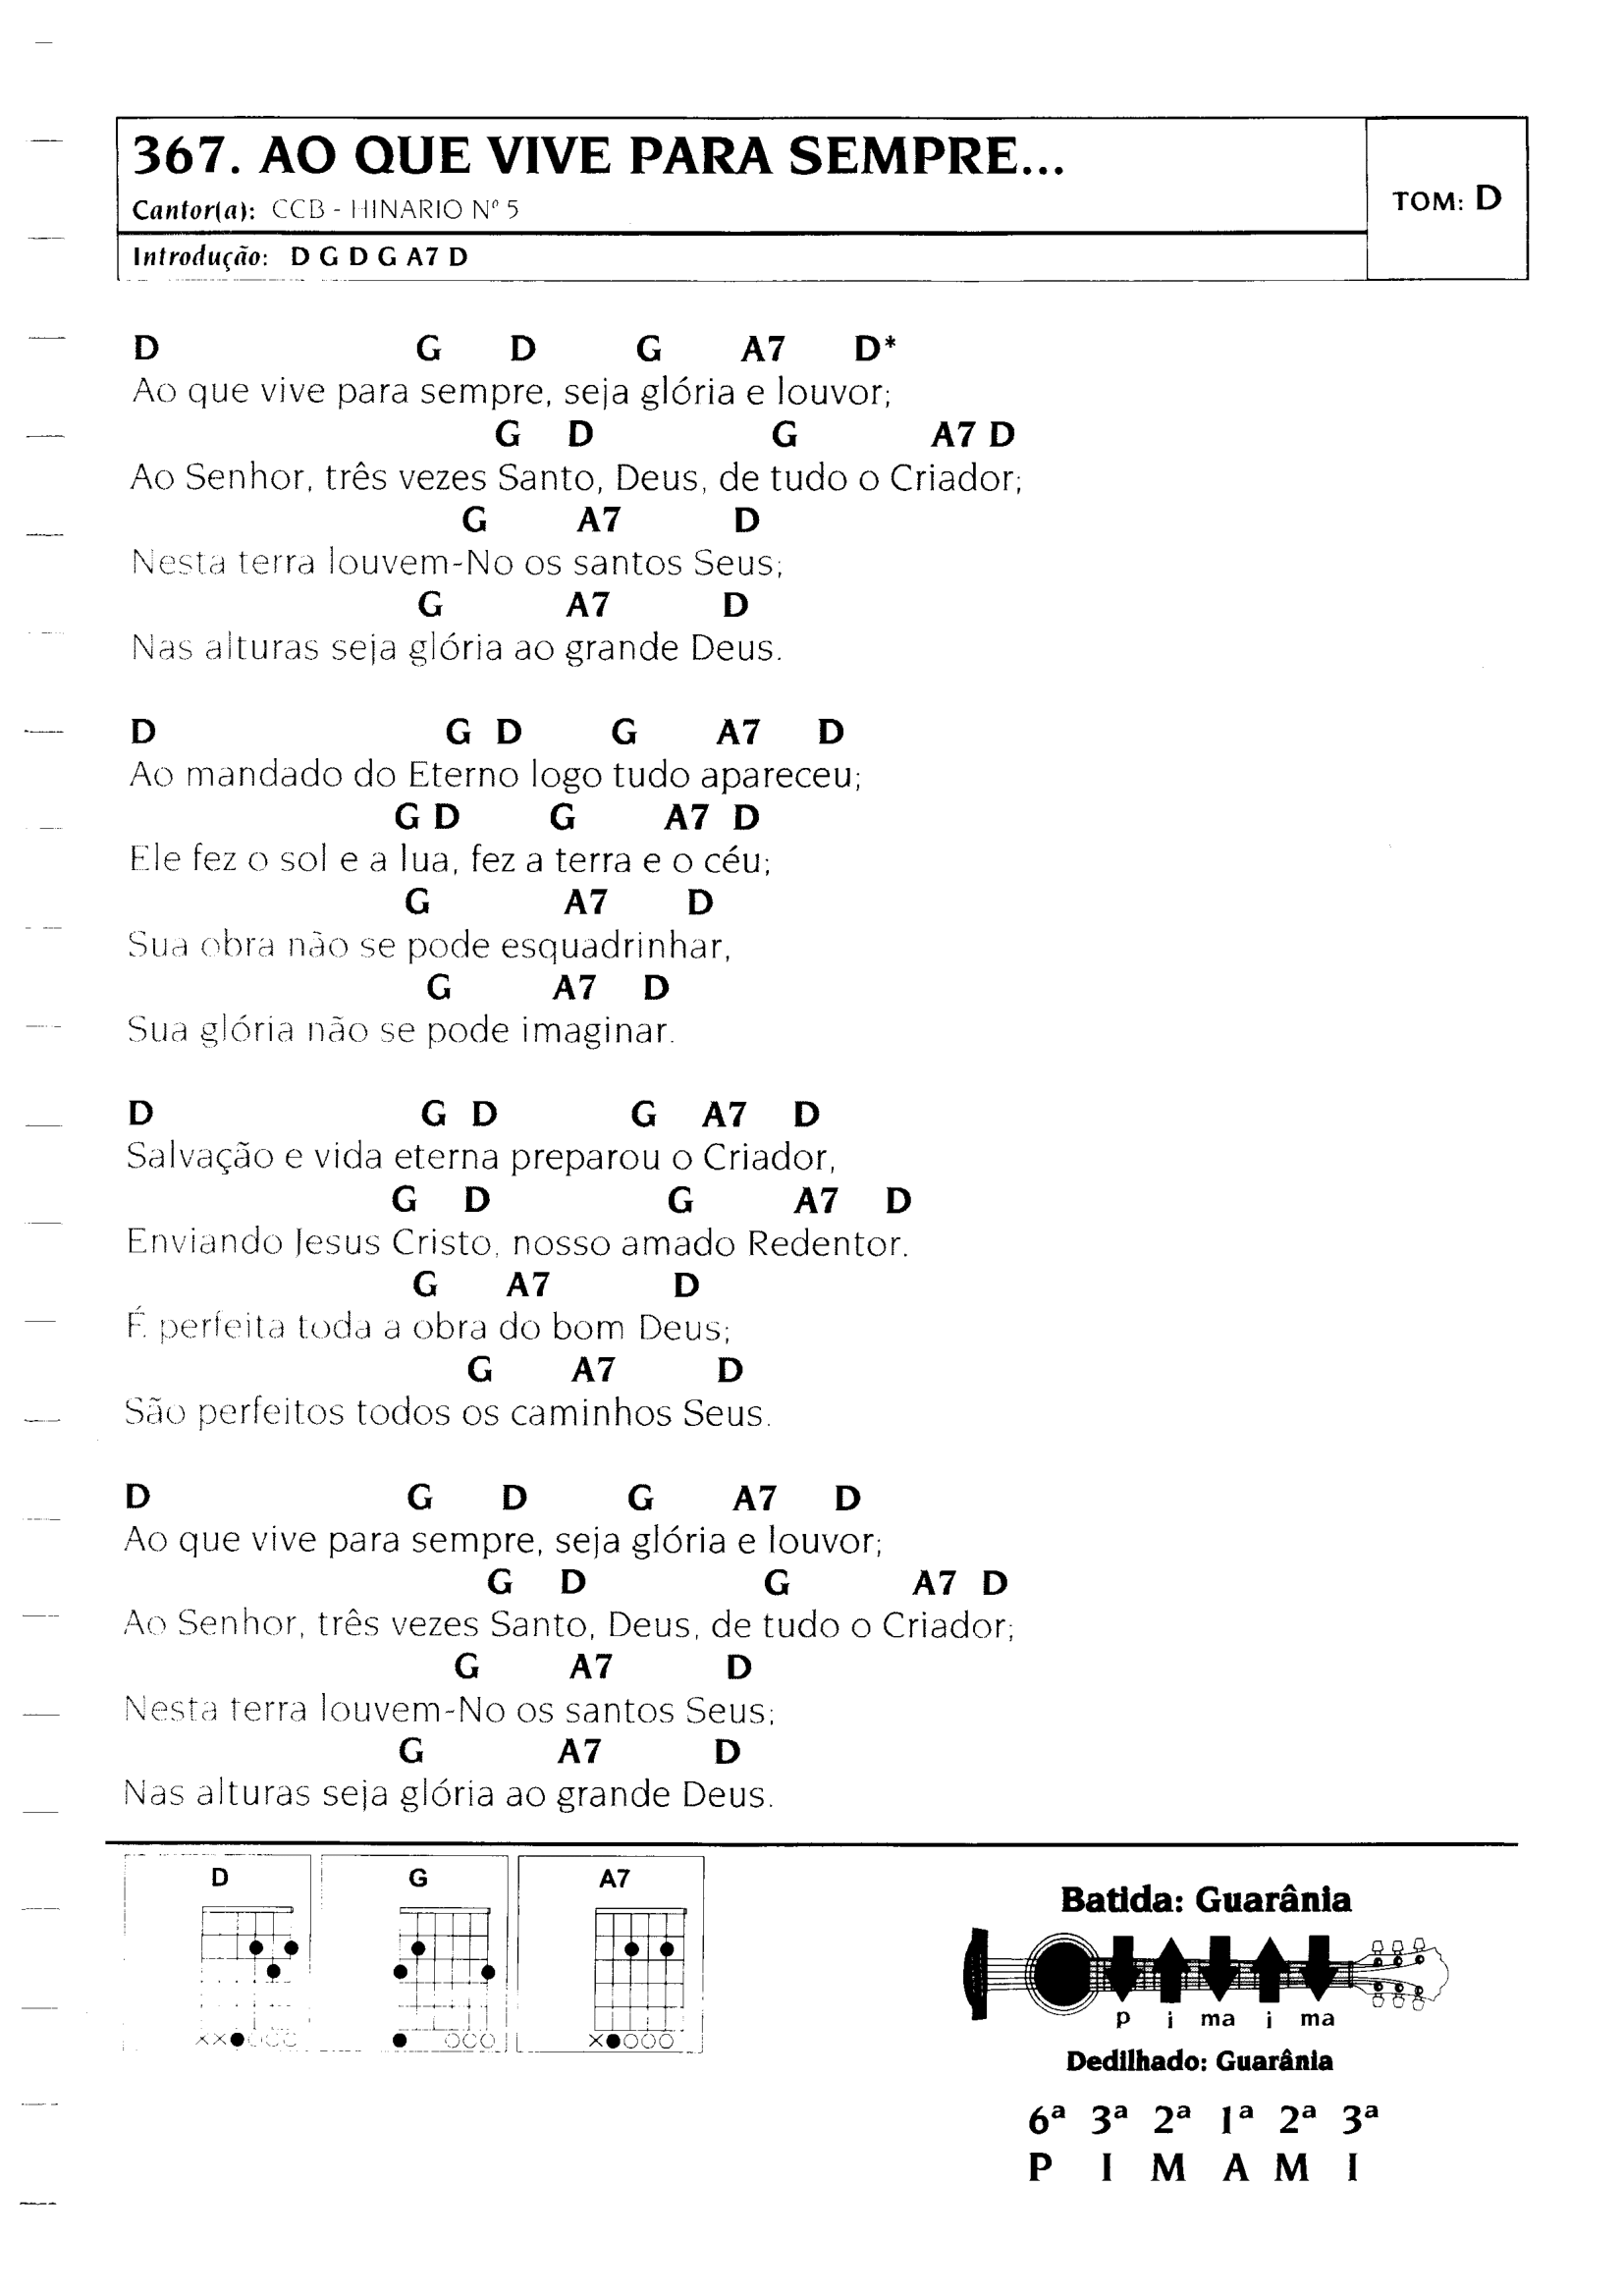 367. AO QUE VIVE PARA SEMPRE...
Cantor(a): CCB - HINARIO Nº 5
TOM: D
Introdução: D G D G A7 D
D G D G A7 D*
Ao que vive para sempre, seja glória e louvor;
G D G A7 D
Ao Senhor, três vezes Santo, Deus, de tudo o Criador;
G A7 D
Nesta terra louvem-No os santos Seus;
G A7 D
Nas alturas seja glória ao grande Deus.
D G D G A7 D
Ao mandado do Eterno logo tudo apareceu;
G D G A7 D
Ele fez o sol e a lua, fez a terra e o céu;
G A7 D
Sua obra não se pode esquadrinhar,
G A7 D
Sua glória não se pode imaginar.
D G D G A7 D
Salvação e vida eterna preparou o Criador,
G D G A7 D
Enviando Jesus Cristo, nosso amado Redentor.
G A7 D
É perfeita toda a obra do bom Deus;
G A7 D
São perfeitos todos os caminhos Seus.
D G D G A7 D
Ao que vive para sempre, seja glória e louvor;
G D G A7 D
Ao Senhor, três vezes Santo, Deus, de tudo o Criador;
G A7 D
Nesta terra louvem-No os santos Seus;
G A7 D
Nas alturas seja glória ao grande Deus.
D G A7
Batida: Guarânia
p i ma i ma
Dedilhado: Guarânia
6ª 3ª 2ª 1ª 2ª 3ª
P I M A M I